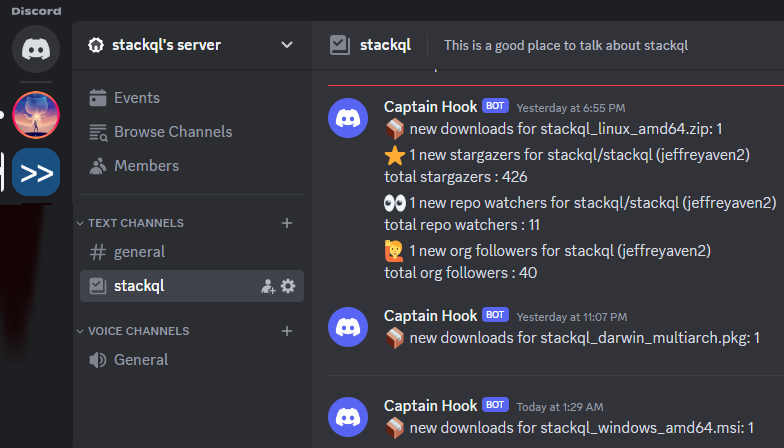 Discord
stackql's server
Events
Browse Channels
Members
TEXT CHANNELS
general
stackql
VOICE CHANNELS
General
stackql
This is a good place to talk about stackql
Captain Hook BOT Yesterday at 6:55 PM
new downloads for stackql_linux_amd64.zip: 1
1 new stargazers for stackql/stackql (jeffreyaven2)
total stargazers : 426
1 new repo watchers for stackql/stackql (jeffreyaven2)
total repo watchers : 11
1 new org followers for stackql (jeffreyaven2)
total org followers : 40
Captain Hook BOT Yesterday at 11:07 PM
new downloads for stackql_darwin_multiarch.pkg: 1
Captain Hook BOT Today at 1:29 AM
new downloads for stackql_windows_amd64.msi: 1